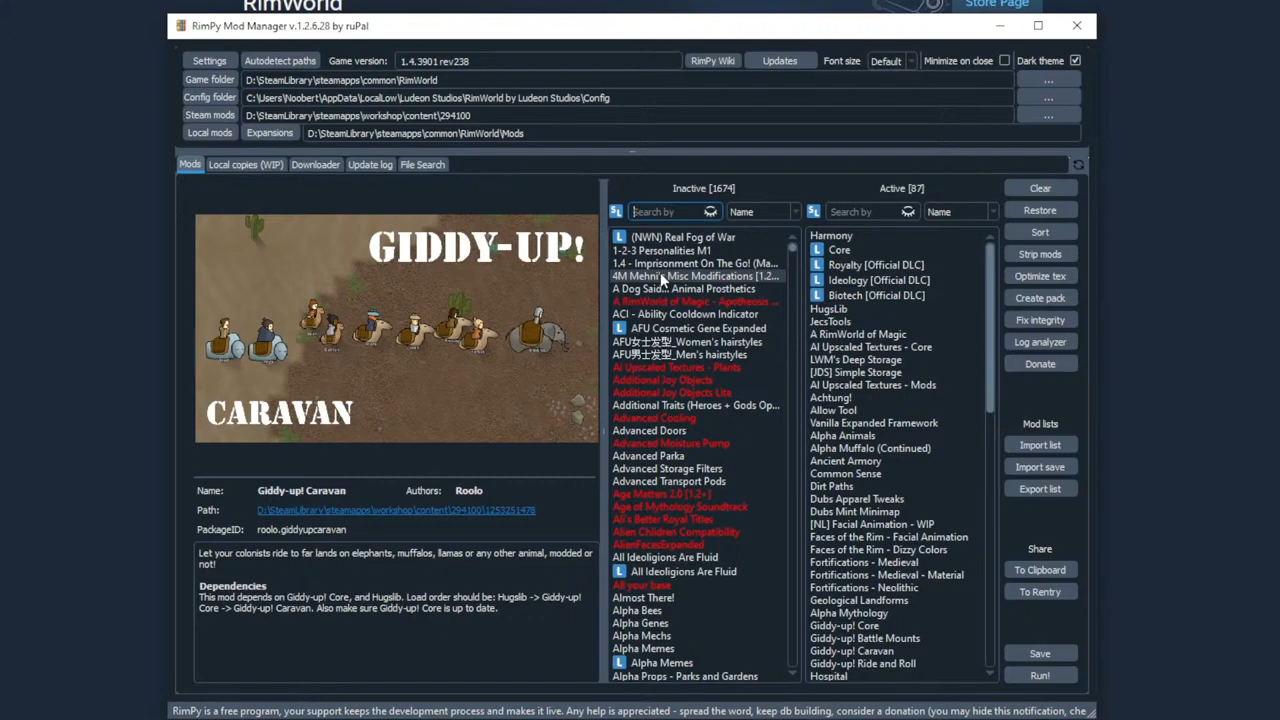 RimWorld
Store Page
RimPy Mod Manager v.1.2.6.28 by ruPal
Settings Autodetect paths Game version: 1.4.3901 rev238 RimPy Wiki Updates Font size Default Minimize on close Dark theme
Game folder D:\SteamLibrary\steamapps\common\RimWorld ...
Config folder C:\Users\Noobert\AppData\LocalLow\Ludeon Studios\RimWorld by Ludeon Studios\Config ...
Steam mods D:\SteamLibrary\steamapps\workshop\content\294100 ...
Local mods Expansions D:\SteamLibrary\steamapps\common\RimWorld\Mods
Mods Local copies (WIP) Downloader Update log File Search
GIDDY-UP!
CARAVAN
Name: Giddy-up! Caravan Authors: Roolo
Path: D:\SteamLibrary\steamapps\workshop\content\294100\1253251478
PackageID: roolo.giddyupcaravan
Let your colonists ride to far lands on elephants, muffalos, llamas or any other animal, modded or
not!
Dependencies
This mod depends on Giddy-up! Core, and Hugslib. Load order should be: Hugslib -> Giddy-up!
Core -> Giddy-up! Caravan. Also make sure Giddy-up! Core is up to date.
Inactive [1674]
SL Search by Name
L (NWN) Real Fog of War
1-2-3 Personalities M1
1.4 - Imprisonment On The Go! (Ma...
4M Mehni's Misc Modifications [1.2...
A Dog Said... Animal Prosthetics
A RimWorld of Magic - Apotheosis ...
ACI - Ability Cooldown Indicator
L AFU Cosmetic Gene Expanded
AFU女士发型_Women's hairstyles
AFU男士发型_Men's hairstyles
Ai Upscaled Textures - Plants
Additional Joy Objects
Additional Joy Objects Lite
Additional Traits (Heroes + Gods Op...
Advanced Cooling
Advanced Doors
Advanced Moisture Pump
Advanced Parka
Advanced Storage Filters
Advanced Transport Pods
Age Matters 2.0 [1.2+]
Age of Mythology Soundtrack
Ali's Better Royal Titles
Alien Children Compatibility
AlienFacesExpanded
All Ideoligions Are Fluid
L All Ideoligions Are Fluid
All your base
Almost There!
Alpha Bees
Alpha Genes
Alpha Mechs
Alpha Memes
L Alpha Memes
Alpha Props - Parks and Gardens
Active [87]
SL Search by Name
Harmony
L Core
L Royalty [Official DLC]
L Ideology [Official DLC]
L Biotech [Official DLC]
HugsLib
JecsTools
A RimWorld of Magic
AI Upscaled Textures - Core
LWM's Deep Storage
[JDS] Simple Storage
AI Upscaled Textures - Mods
Achtung!
Allow Tool
Vanilla Expanded Framework
Alpha Animals
Alpha Muffalo (Continued)
Ancient Armory
Common Sense
Dirt Paths
Dubs Apparel Tweaks
Dubs Mint Minimap
[NL] Facial Animation - WIP
Faces of the Rim - Facial Animation
Faces of the Rim - Dizzy Colors
Fortifications - Medieval
Fortifications - Medieval - Material
Fortifications - Neolithic
Geological Landforms
Alpha Mythology
Giddy-up! Core
Giddy-up! Battle Mounts
Giddy-up! Caravan
Giddy-up! Ride and Roll
Hospital
Clear
Restore
Sort
Strip mods
Optimize tex
Create pack
Fix integrity
Log analyzer
Donate
Mod lists
Import list
Import save
Export list
Share
To Clipboard
To Rentry
Save
Run!
RimPy is a free program, your support keeps the development process and makes it live. Any help is appreciated - spread the word, keep db building, consider a donation (you may hide this notification, che